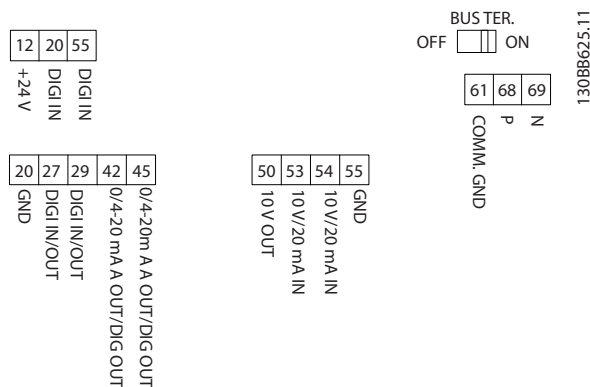 BUS TER.
OFF ON
130BB625.11
12 20 55
+24 V
DIGI IN
DIGI IN
61 68 69
COMM. GND
P
N
20 27 29 42 45
GND
DIGI IN/OUT
DIGI IN/OUT
0/4-20 mA A OUT/DIG OUT
0/4-20m A A OUT/DIG OUT
50 53 54 55
10 V OUT
10 V/20 mA IN
10 V/20 mA IN
GND